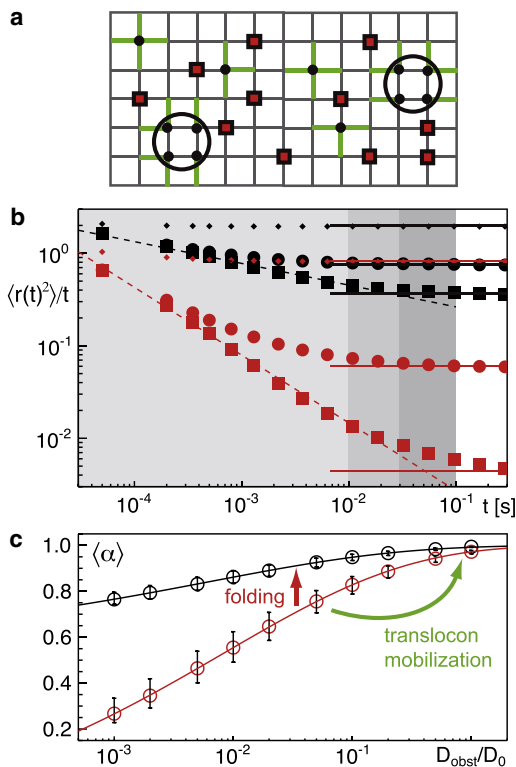 a
b
10⁰
10⁻¹
10⁻²
⟨r(t)²⟩/t
10⁻⁴
10⁻³
10⁻²
10⁻¹
t [s]
c
⟨α⟩
1.0
0.8
0.6
0.4
0.2
folding
translocon
mobilization
10⁻³
10⁻²
10⁻¹
D_obst/D_0